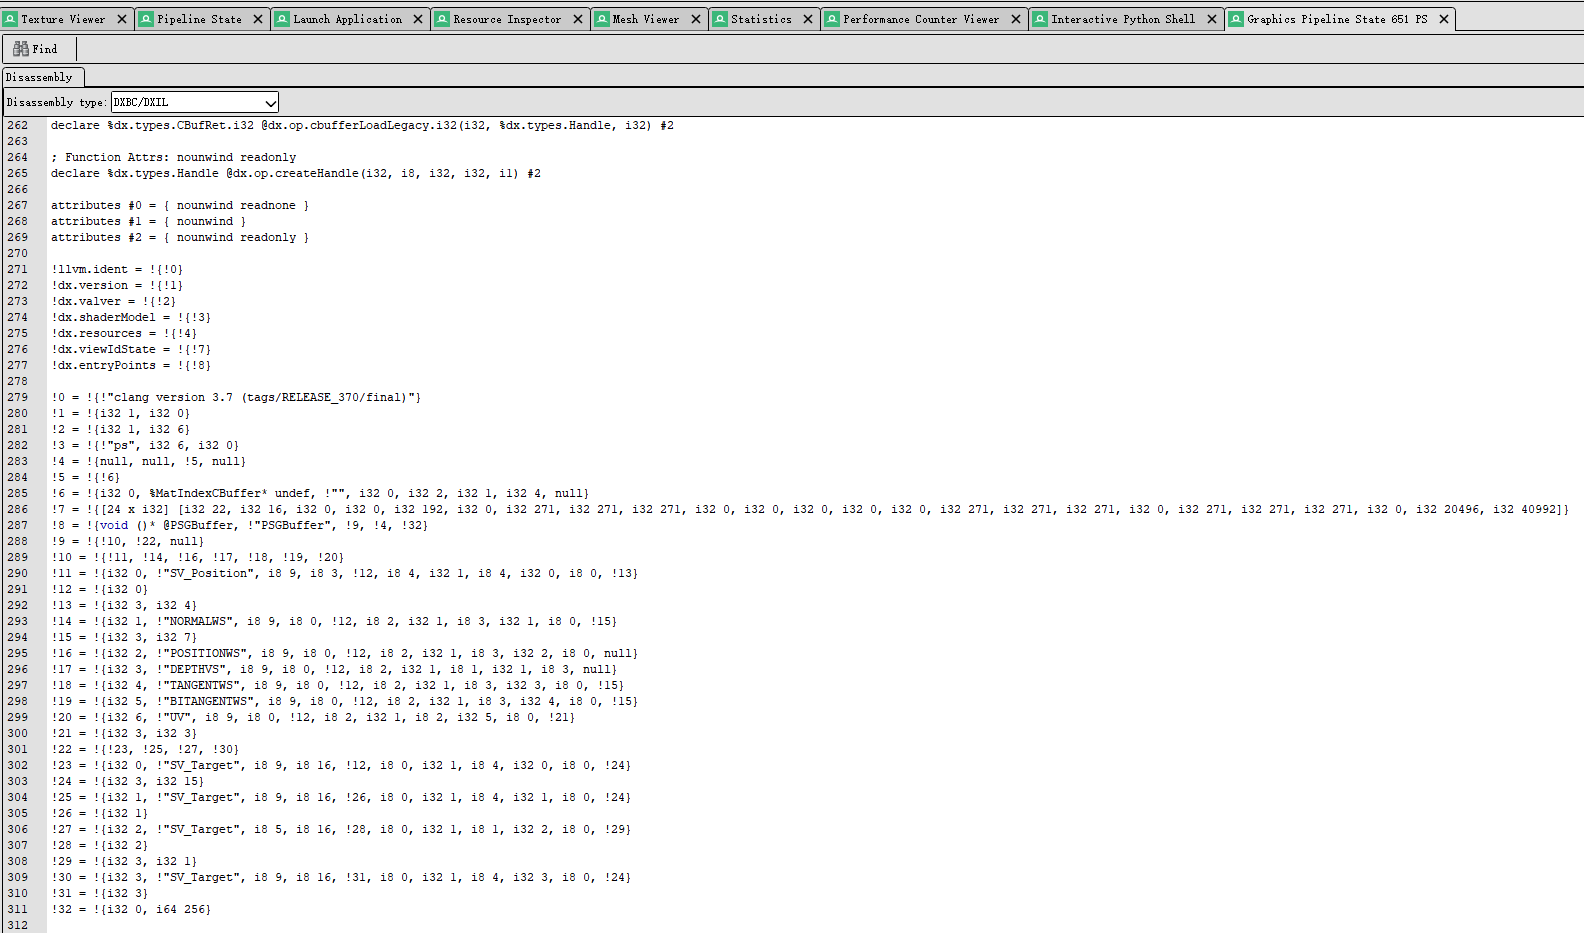 Texture Viewer Pipeline State Launch Application Resource Inspector Mesh Viewer Statistics Performance Counter Viewer Interactive Python Shell Graphics Pipeline State 651 PS
Find
Disassembly
Disassembly type: DXBC/DXIL
262 declare %dx.types.CBufRet.i32 @dx.op.cbufferLoadLegacy.i32(i32, %dx.types.Handle, i32) #2
263
264 ; Function Attrs: nounwind readonly
265 declare %dx.types.Handle @dx.op.createHandle(i32, i8, i32, i32, i1) #2
266
267 attributes #0 = { nounwind readnone }
268 attributes #1 = { nounwind }
269 attributes #2 = { nounwind readonly }
270
271 !llvm.ident = !{!0}
272 !dx.version = !{!1}
273 !dx.valver = !{!2}
274 !dx.shaderModel = !{!3}
275 !dx.resources = !{!4}
276 !dx.viewIdState = !{!7}
277 !dx.entryPoints = !{!8}
278
279 !0 = !{!"clang version 3.7 (tags/RELEASE_370/final)"}
280 !1 = !{i32 1, i32 0}
281 !2 = !{i32 1, i32 6}
282 !3 = !{!"ps", i32 6, i32 0}
283 !4 = !{null, null, !5, null}
284 !5 = !{!6}
285 !6 = !{i32 0, %MatIndexCBuffer* undef, !"", i32 0, i32 2, i32 1, i32 4, null}
286 !7 = !{[24 x i32] [i32 22, i32 16, i32 0, i32 0, i32 192, i32 0, i32 271, i32 271, i32 271, i32 0, i32 0, i32 0, i32 0, i32 271, i32 271, i32 271, i32 0, i32 271, i32 271, i32 271, i32 0, i32 20496, i32 40992]}
287 !8 = !{void ()* @PSGBuffer, !"PSGBuffer", !9, !4, !32}
288 !9 = !{!10, !22, null}
289 !10 = !{!11, !14, !16, !17, !18, !19, !20}
290 !11 = !{i32 0, !"SV_Position", i8 9, i8 3, !12, i8 4, i32 1, i8 4, i32 0, i8 0, !13}
291 !12 = !{i32 0}
292 !13 = !{i32 3, i32 4}
293 !14 = !{i32 1, !"NORMALWS", i8 9, i8 0, !12, i8 2, i32 1, i8 3, i32 1, i8 0, !15}
294 !15 = !{i32 3, i32 7}
295 !16 = !{i32 2, !"POSITIONWS", i8 9, i8 0, !12, i8 2, i32 1, i8 3, i32 2, i8 0, null}
296 !17 = !{i32 3, !"DEPTHVS", i8 9, i8 0, !12, i8 2, i32 1, i8 1, i32 1, i8 3, null}
297 !18 = !{i32 4, !"TANGENTWS", i8 9, i8 0, !12, i8 2, i32 1, i8 3, i32 3, i8 0, !15}
298 !19 = !{i32 5, !"BITANGENTWS", i8 9, i8 0, !12, i8 2, i32 1, i8 3, i32 4, i8 0, !15}
299 !20 = !{i32 6, !"UV", i8 9, i8 0, !12, i8 2, i32 1, i8 2, i32 5, i8 0, !21}
300 !21 = !{i32 3, i32 3}
301 !22 = !{!23, !25, !27, !30}
302 !23 = !{i32 0, !"SV_Target", i8 9, i8 16, !12, i8 0, i32 1, i8 4, i32 0, i8 0, !24}
303 !24 = !{i32 3, i32 15}
304 !25 = !{i32 1, !"SV_Target", i8 9, i8 16, !26, i8 0, i32 1, i8 4, i32 1, i8 0, !24}
305 !26 = !{i32 1}
306 !27 = !{i32 2, !"SV_Target", i8 5, i8 16, !28, i8 0, i32 1, i8 1, i32 2, i8 0, !29}
307 !28 = !{i32 2}
308 !29 = !{i32 3, i32 1}
309 !30 = !{i32 3, !"SV_Target", i8 9, i8 16, !31, i8 0, i32 1, i8 4, i32 3, i8 0, !24}
310 !31 = !{i32 3}
311 !32 = !{i32 0, i64 256}
312